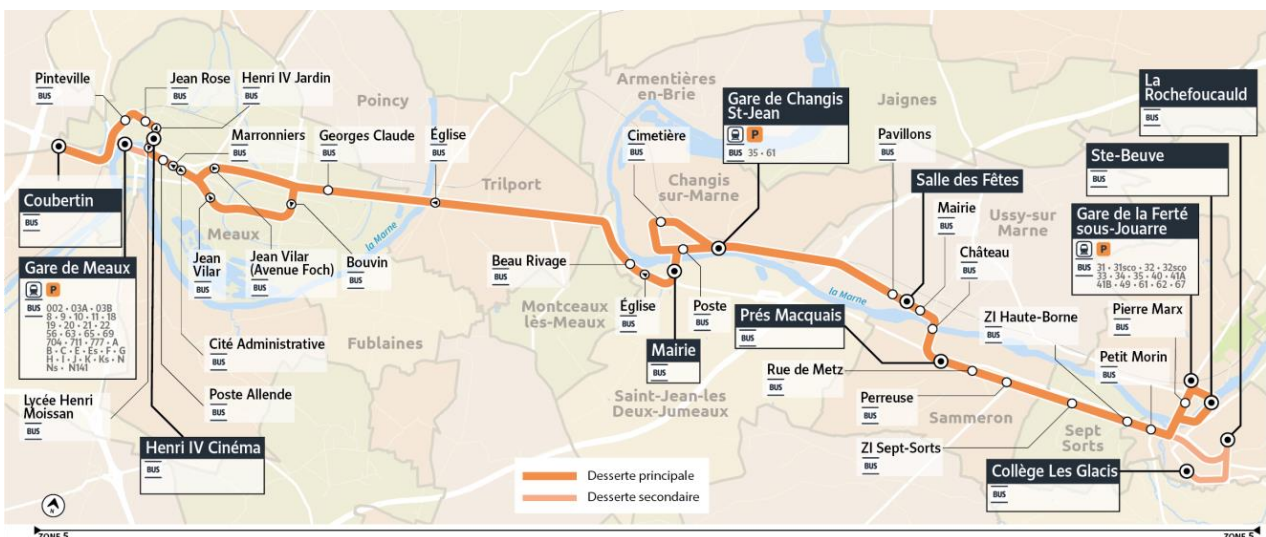 Pinteville
BUS
Jean Rose
BUS
Henri IV Jardin
BUS
Poincy
Marronniers
BUS
Georges Claude
BUS
Église
BUS
Trilport
Armentières
en-Brie
Cimetière
BUS
Gare de Changis
St-Jean
P
BUS 35 • 61
Changis
sur-Marne
Jaignes
Pavillons
BUS
Salle des Fêtes
BUS
Mairie
BUS
Ussy-sur
Marne
Château
BUS
La
Rochefoucauld
BUS
Ste-Beuve
BUS
Gare de la Ferté
sous-Jouarre
P
BUS 31 • 31sco • 32 • 32sco
33 • 34 • 35 • 40 • 41A
41B • 49 • 61 • 62 • 67
Coubertin
BUS
Gare de Meaux
P
BUS 002 • 03A • 03B
8 • 9 • 10 • 11 • 18
19 • 20 • 21 • 22
56 • 63 • 65 • 69
704 • 711 • 777 • A
B • C • E • Es • F • G
H • I • J • K • Ks • N
Ns • N141
Meaux
la Marne
Jean
Vilar
BUS
Jean Vilar
(Avenue Foch)
BUS
Bouvin
BUS
Cité Administrative
BUS
Poste Allende
BUS
Lycée Henri
Moissan
BUS
Henri IV Cinéma
BUS
Fublaines
Beau Rivage
BUS
Montceaux
lès-Meaux
Église
BUS
Mairie
BUS
Poste
BUS
la Marne
Saint-Jean-les
Deux-Jumeaux
Prés Macquais
BUS
Rue de Metz
BUS
Perreuse
BUS
Sammeron
ZI Haute-Borne
BUS
Pierre Marx
BUS
Petit Morin
BUS
ZI Sept-Sorts
BUS
Sept
Sorts
Collège Les Glacis
BUS
Desserte principale
Desserte secondaire
N
ZONE 5
ZONE 5